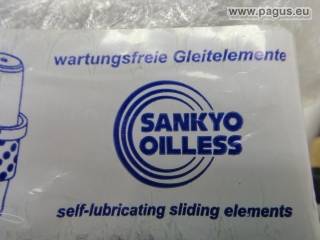 www.pagus.eu
wartungsfreie Gleitelemente
SANKYO
OILLESS
self-lubricating sliding elements